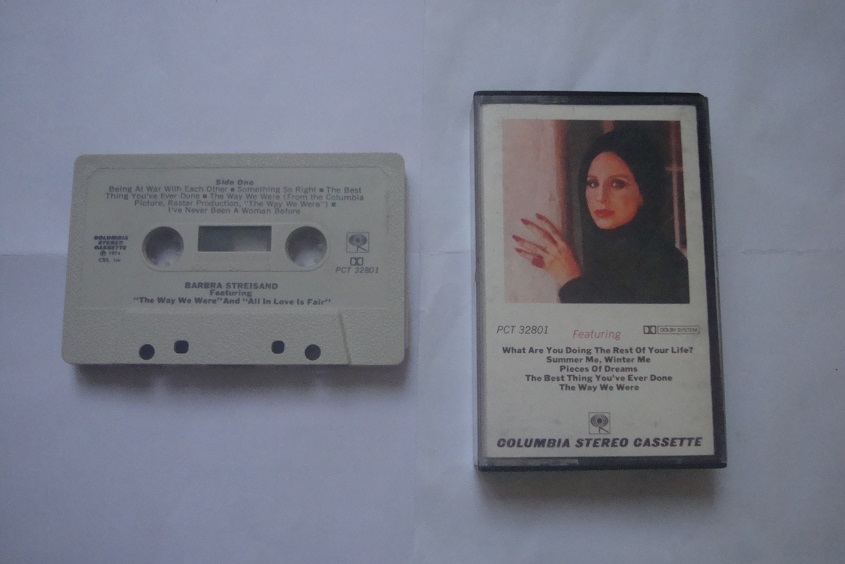 Side One
Being At War With Each Other ■ Something So Right ■ The Best
Thing You've Ever Done ■ The Way We Were (From the Columbia
Picture, Rastar Production, "The Way We Were") ■
I've Never Been A Woman Before
COLUMBIA
STEREO
CASSETTE
℗ 1974
CBS, Inc.
PCT 32801
BARBRA STREISAND
Featuring
"The Way We Were" And "All In Love Is Fair"
PCT 32801
Featuring
DOLBY SYSTEM
What Are You Doing The Rest Of Your Life?
Summer Me, Winter Me
Pieces Of Dreams
The Best Thing You've Ever Done
The Way We Were
COLUMBIA STEREO CASSETTE